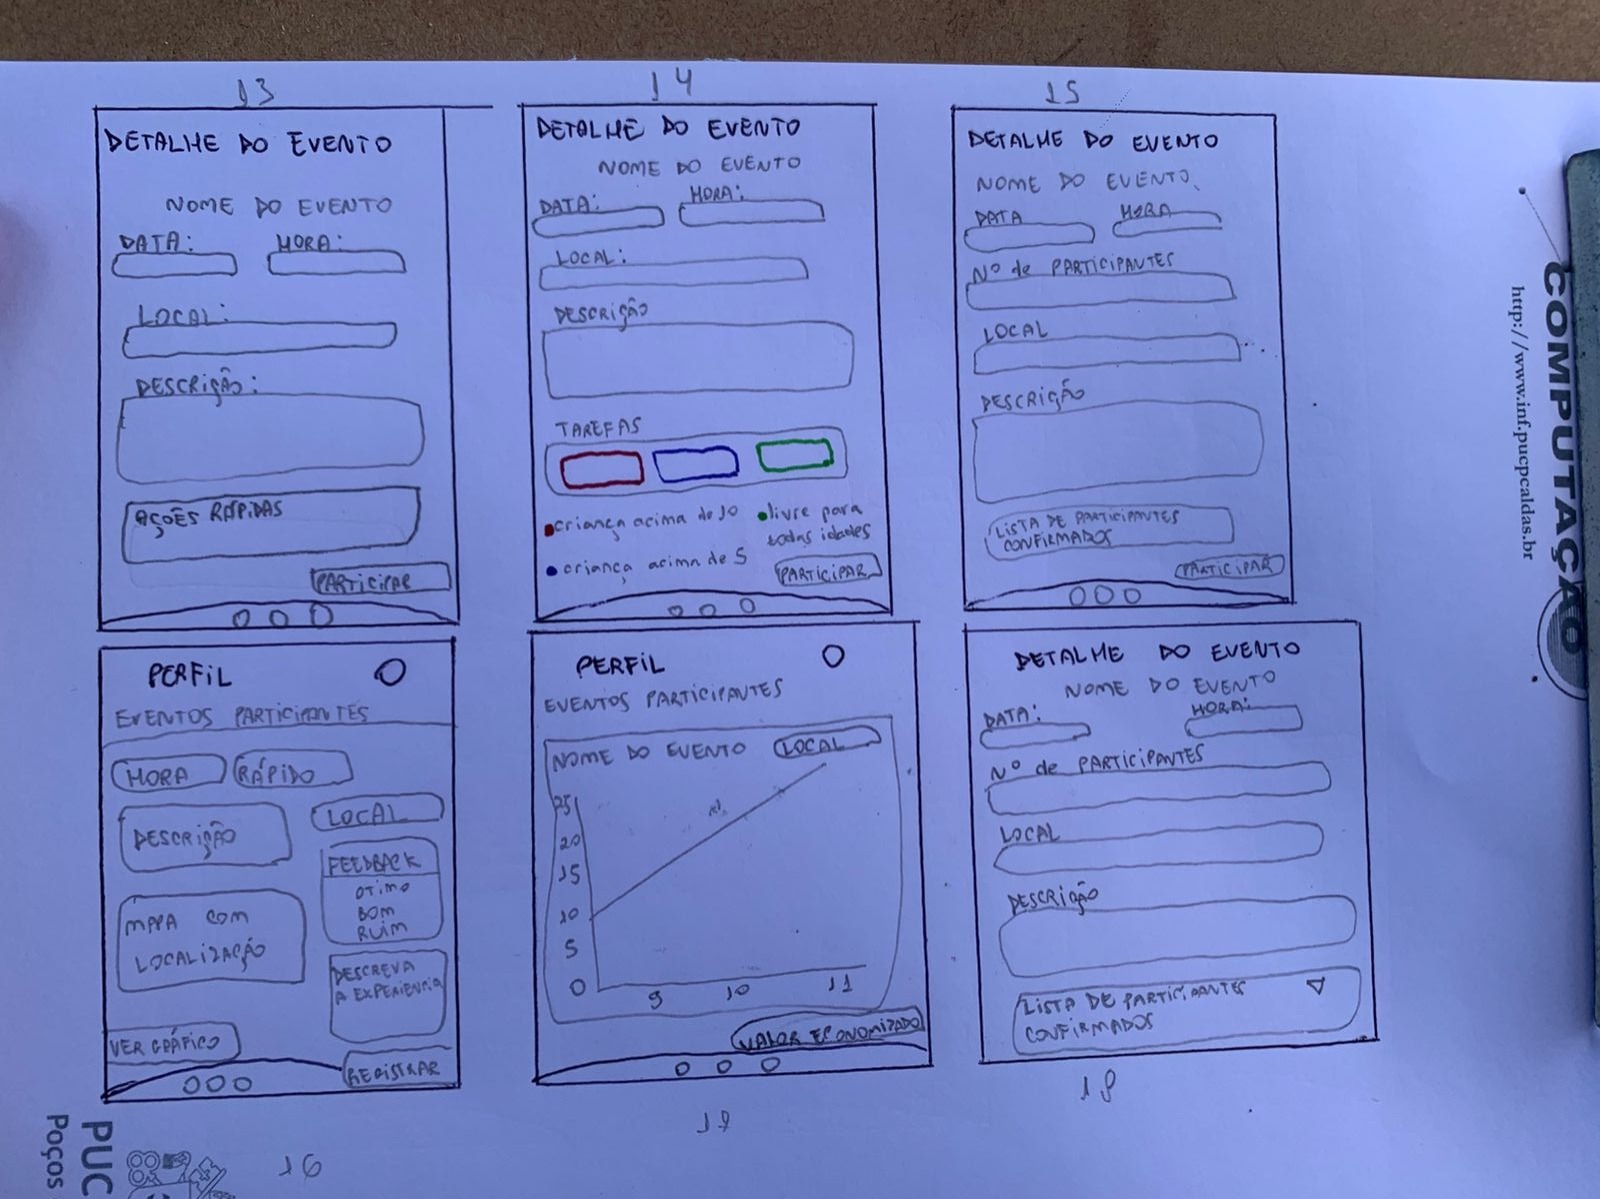 13
DETALHE DO EVENTO
NOME DO EVENTO
DATA: HORA:
LOCAL:
DESCRIÇÃO:
AÇÕES RÁPIDAS
PARTICIPAR
14
DETALHE DO EVENTO
NOME DO EVENTO
DATA: HORA:
LOCAL:
DESCRIÇÃO
TAREFAS
criança acima de 10
livre para
todas idades
criança acima de 5
PARTICIPAR
15
DETALHE DO EVENTO
NOME DO EVENTO
DATA HORA
Nº de PARTICIPANTES
LOCAL
DESCRIÇÃO
LISTA DE PARTICIPANTES
CONFIRMADOS
PARTICIPAR
PERFIL
EVENTOS PARTICIPANTES
HORA RÁPIDO
DESCRIÇÃO
LOCAL
FEEDBACK
OTIMO
BOM
RUIM
MAPA COM
LOCALIZAÇÃO
DESCREVA
A EXPERIENCIA
VER GRÁFICO
REGISTRAR
16
PERFIL
EVENTOS PARTICIPANTES
NOME DO EVENTO LOCAL
25
20
15
10
5
0
9 10 11
VALOR ECONOMIZADO
17
DETALHE DO EVENTO
NOME DO EVENTO
DATA: HORA:
Nº de PARTICIPANTES
LOCAL
DESCRIÇÃO
LISTA DE PARTICIPANTES
CONFIRMADOS
18
COMPUTAÇÃO
http://www.inf.pucpcaldas.br
PUC
Poços